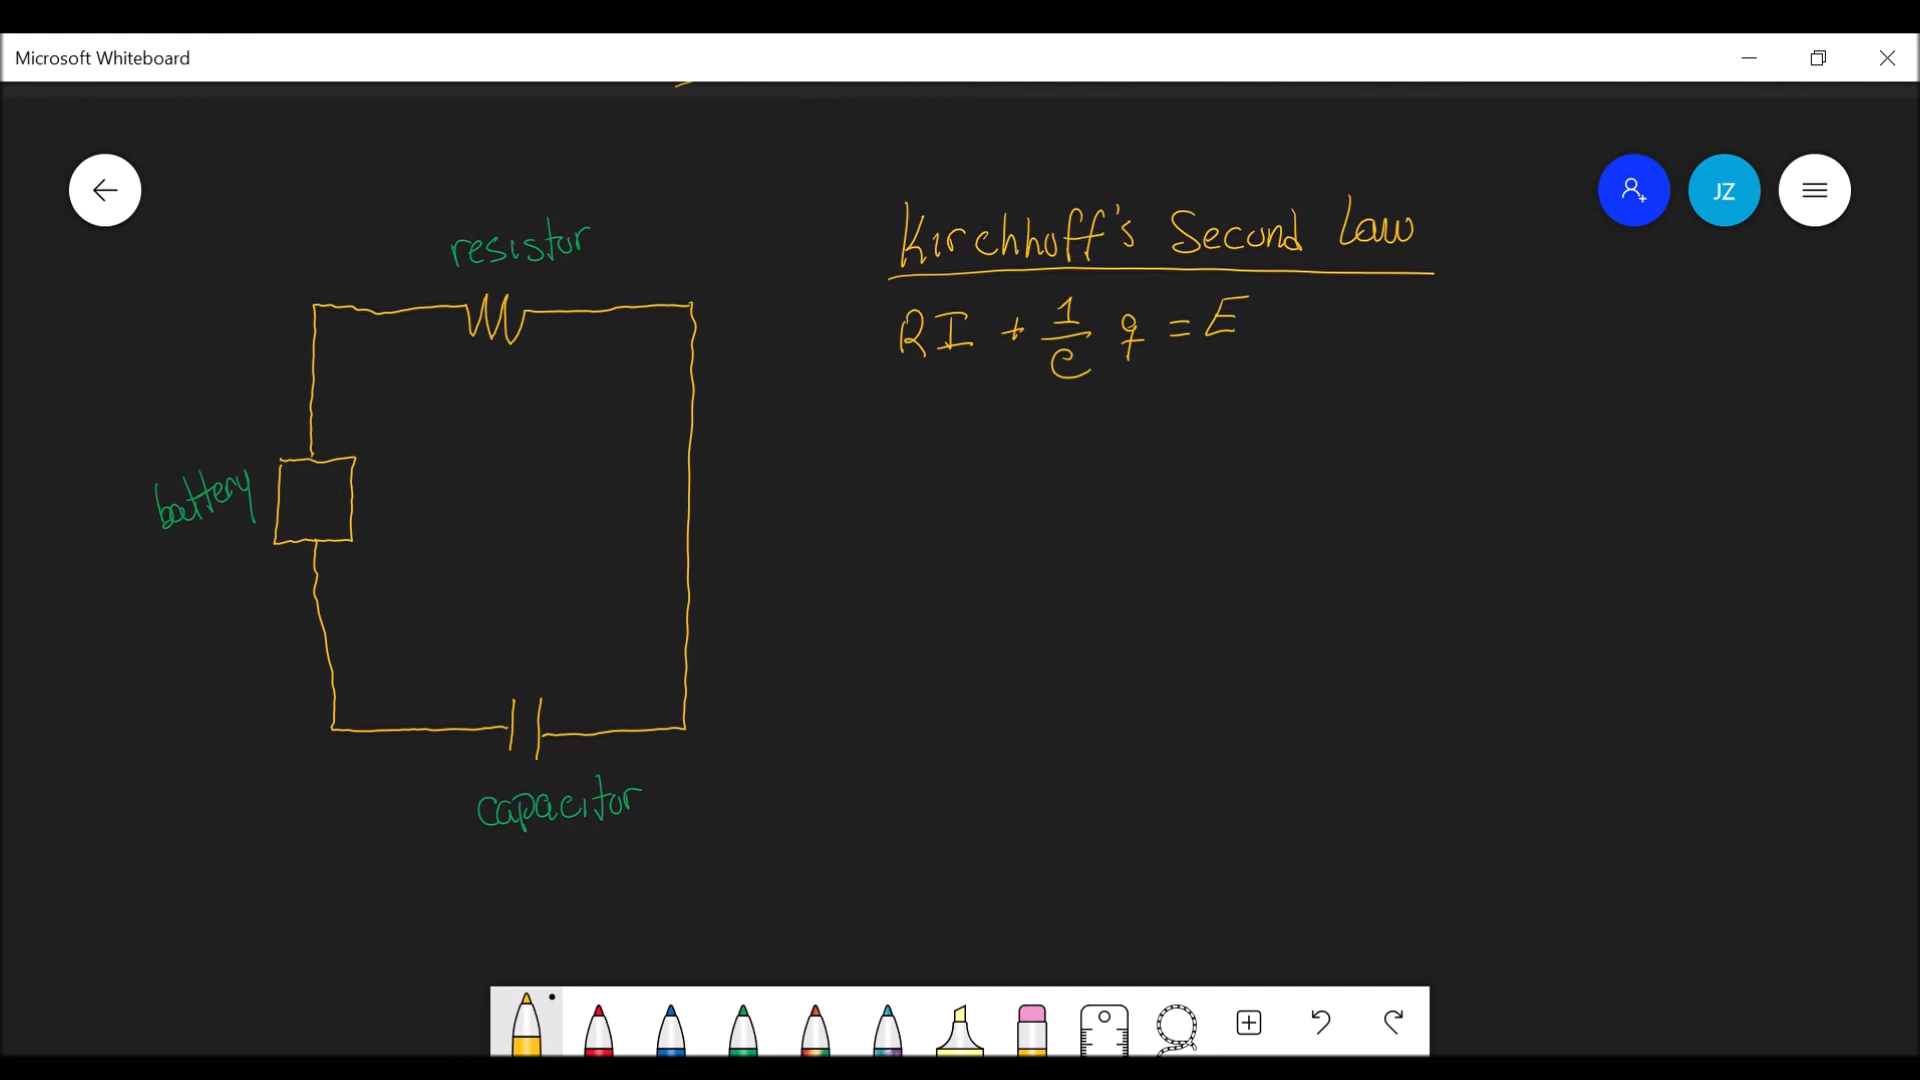 Microsoft Whiteboard
JZ
Kirchhoff's Second Law
resistor
RI + 1/C q = E
battery
capacitor